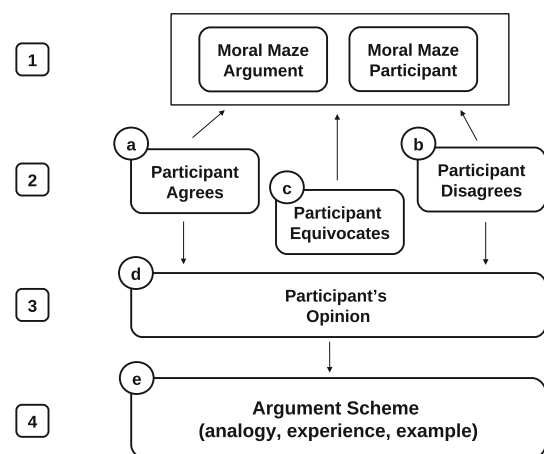 1
Moral Maze
Argument
Moral Maze
Participant
2
a
Participant
Agrees
c
Participant
Equivocates
b
Participant
Disagrees
3
d
Participant's
Opinion
4
e
Argument Scheme
(analogy, experience, example)